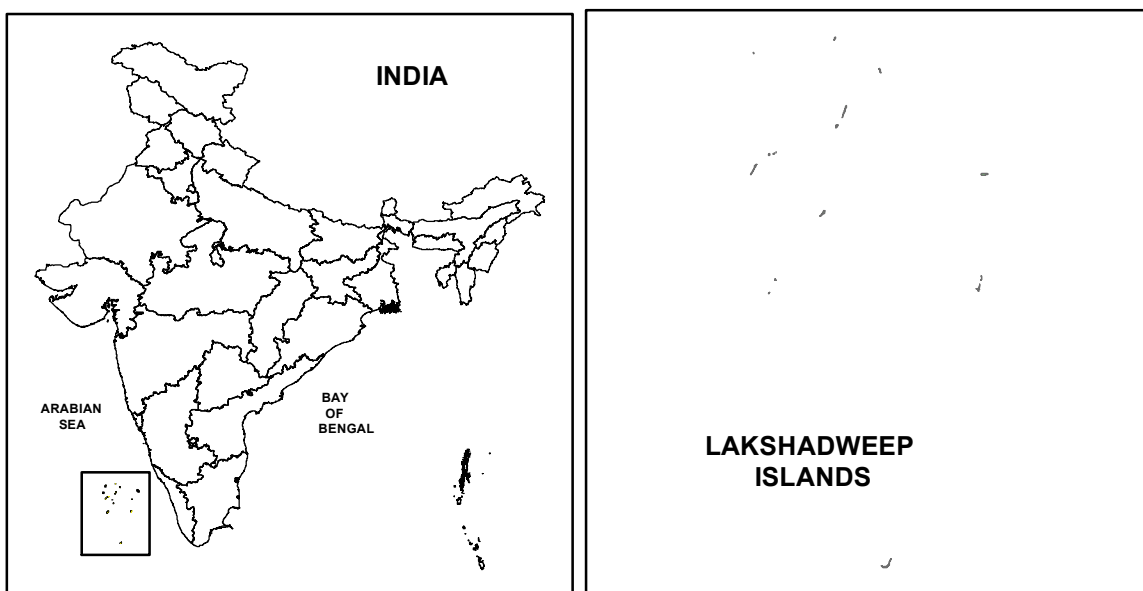 INDIA
ARABIAN
SEA
BAY
OF
BENGAL
LAKSHADWEEP
ISLANDS